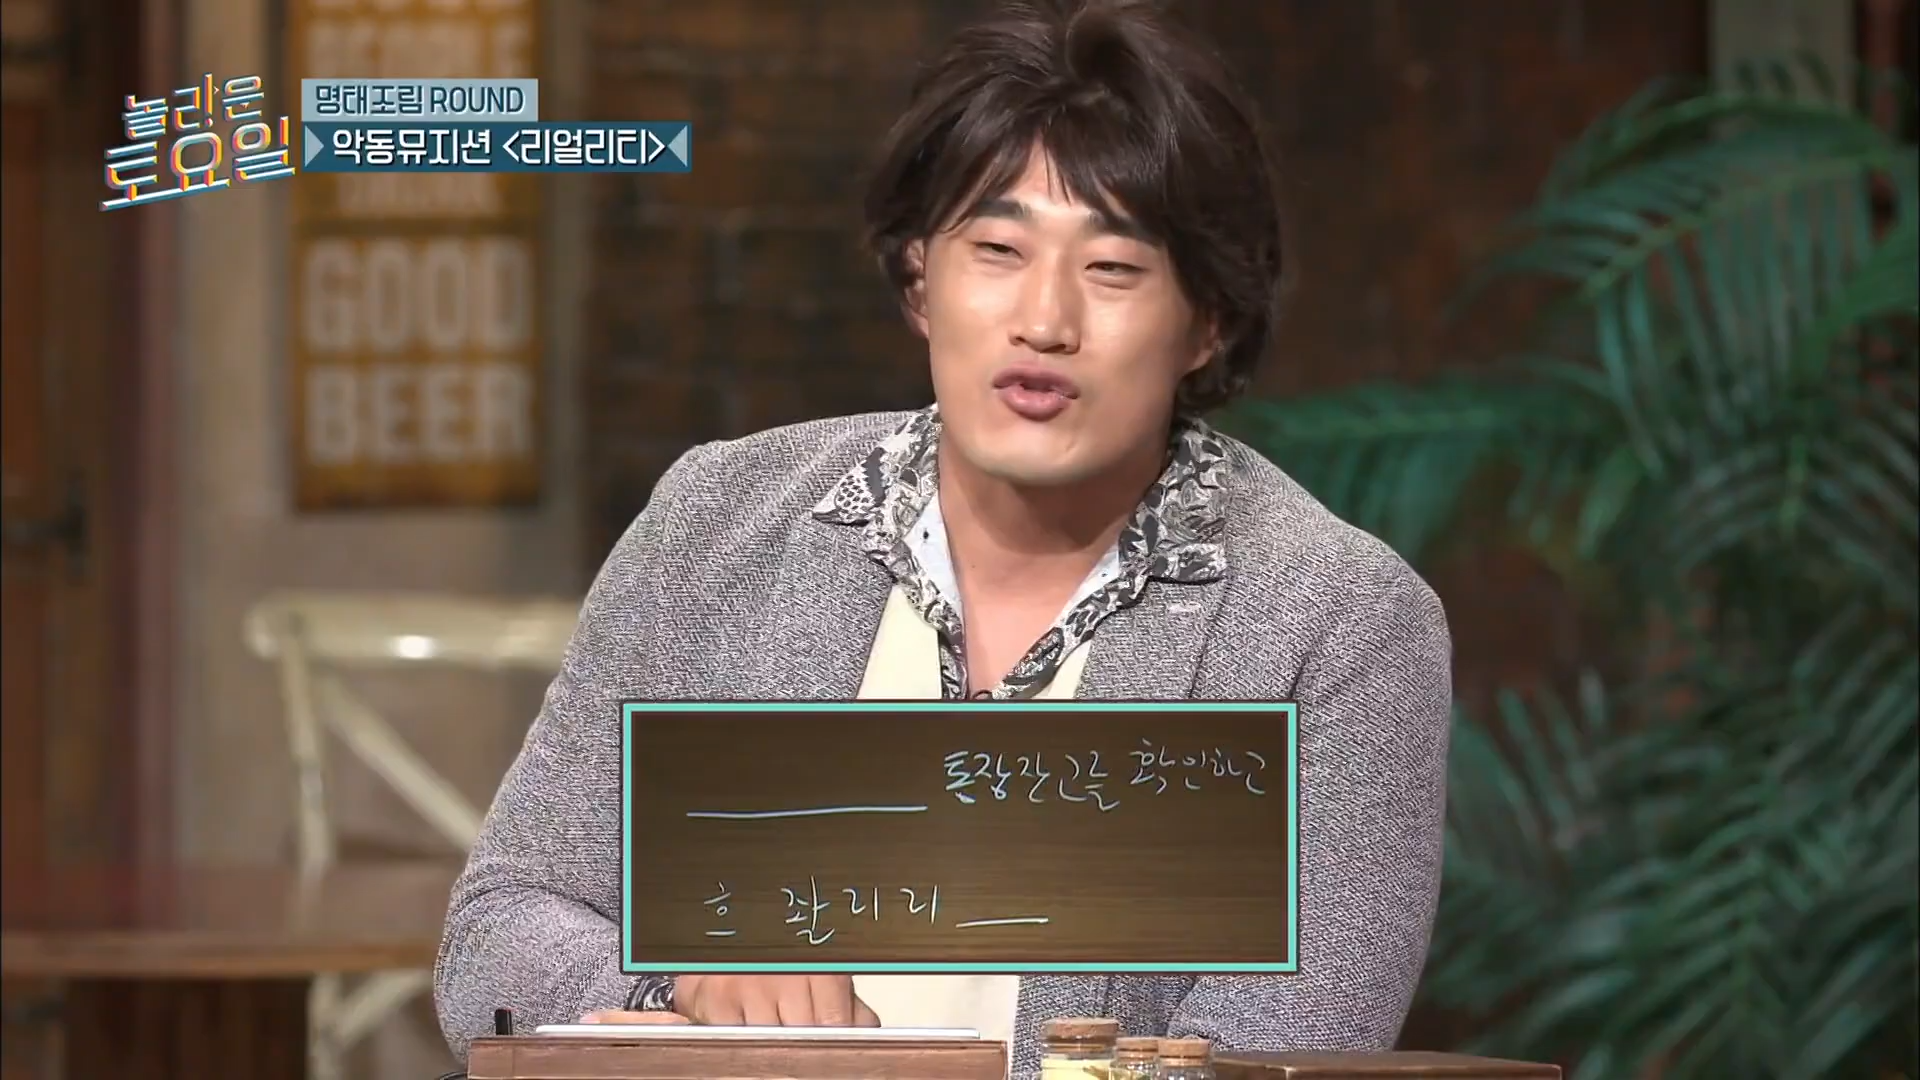 놀라운
토요일
명태조림 ROUND
악동뮤지션 <리얼리티>
GOOD
BEER
통장잔고를 확인하고
흐 좔리리